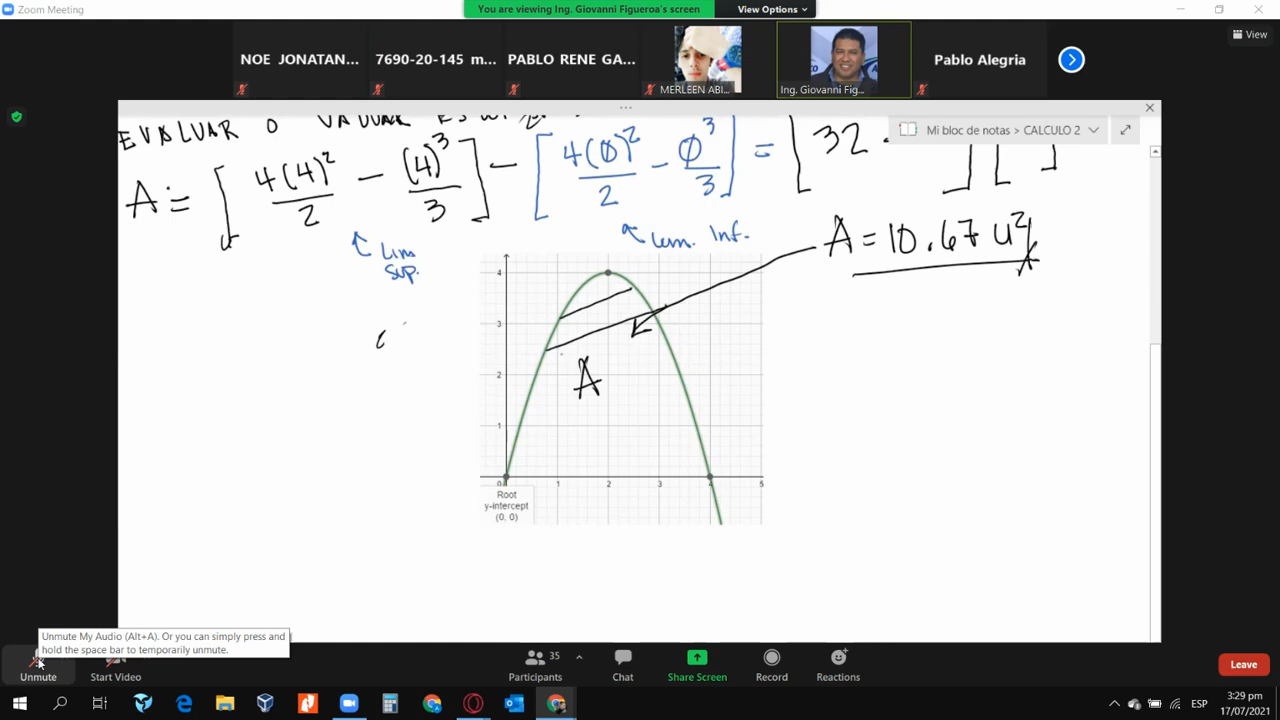 Zoom Meeting
You are viewing Ing. Giovanni Figueroa's screen
View Options
View
NOE JONATAN...
7690-20-145 m...
PABLO RENE GA...
MERLEEN ABI...
Ing. Giovanni Fig...
Pablo Alegria
Mi bloc de notas > CALCULO 2
EVALUAR O VALUAR
A = [4(4)²/2 - (4)³/3] - [4(0)²/2 - 0³/3] = [32
Lim sup.
Lim. Inf.
A = 10.67 u²
A
4
3
2
1
0 1 2 3 4 5
Root
y-intercept
(0, 0)
Unmute My Audio (Alt+A). Or you can simply press and
hold the space bar to temporarily unmute.
Unmute
Start Video
35
Participants
Chat
Share Screen
Record
Reactions
Leave
ESP
3:29 pm
17/07/2021